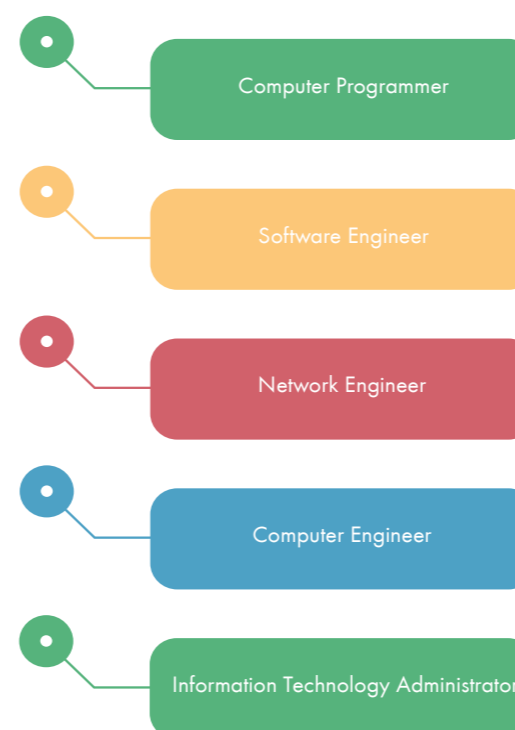 Computer Programmer
Software Engineer
Network Engineer
Computer Engineer
Information Technology Administrator